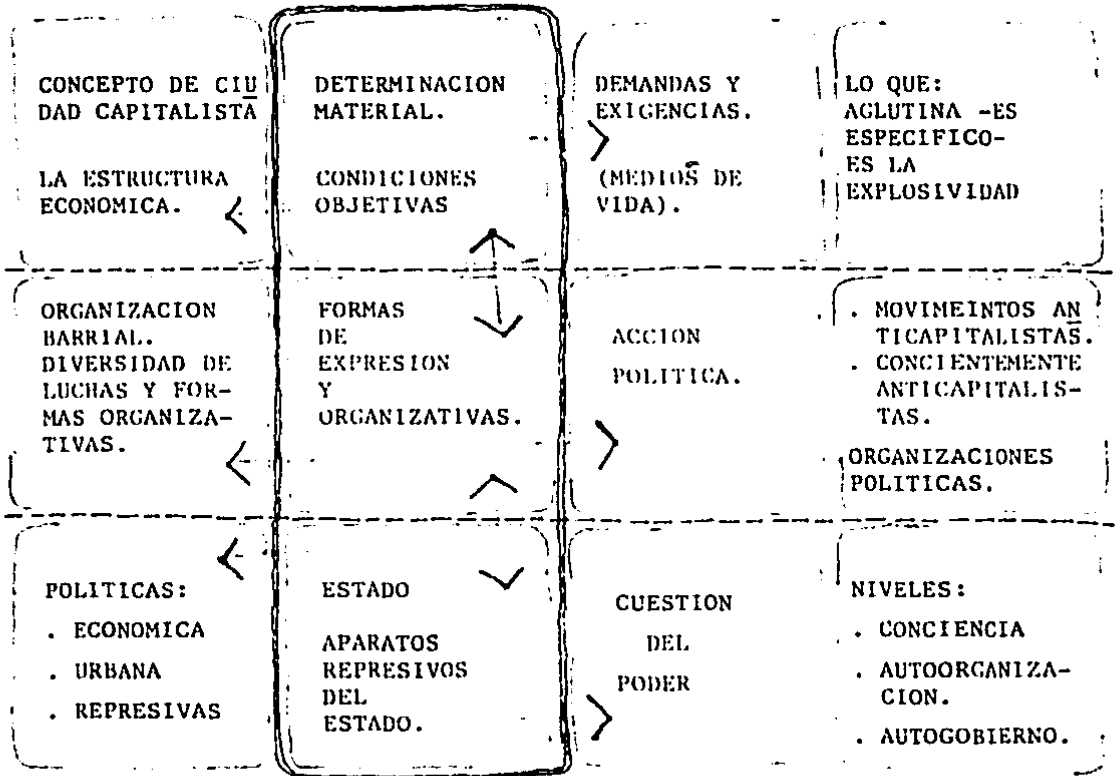 CONCEPTO DE CIU
DAD CAPITALISTA
LA ESTRUCTURA
ECONOMICA.
DETERMINACION
MATERIAL.
CONDICIONES
OBJETIVAS
DEMANDAS Y
EXIGENCIAS.
(MEDIOS DE
VIDA).
LO QUE:
AGLUTINA -ES
ESPECIFICO-
ES LA
EXPLOSIVIDAD
ORGANIZACION
BARRIAL.
DIVERSIDAD DE
LUCHAS Y FOR-
MAS ORGANIZA-
TIVAS.
FORMAS
DE
EXPRESION
Y
ORGANIZATIVAS.
ACCION
POLITICA.
. MOVIMEINTOS AN
TICAPITALISTAS.
. CONCIENTEMENTE
ANTICAPITALIS-
TAS.
ORGANIZACIONES
POLITICAS.
POLITICAS:
. ECONOMICA
. URBANA
. REPRESIVAS
ESTADO
APARATOS
REPRESIVOS
DEL
ESTADO.
CUESTION
DEL
PODER
NIVELES:
. CONCIENCIA
. AUTOORGANIZA-
CION.
. AUTOGOBIERNO.